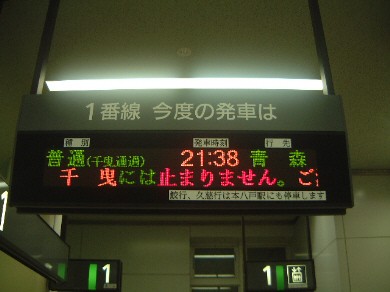 1番線 今度の発車は
種別 発車時刻 行先
普通(千曳通過) 21:38 青森
千曳には止まりません。ご
鮫行、久慈行は本八戸駅にも停車します
1
1
1